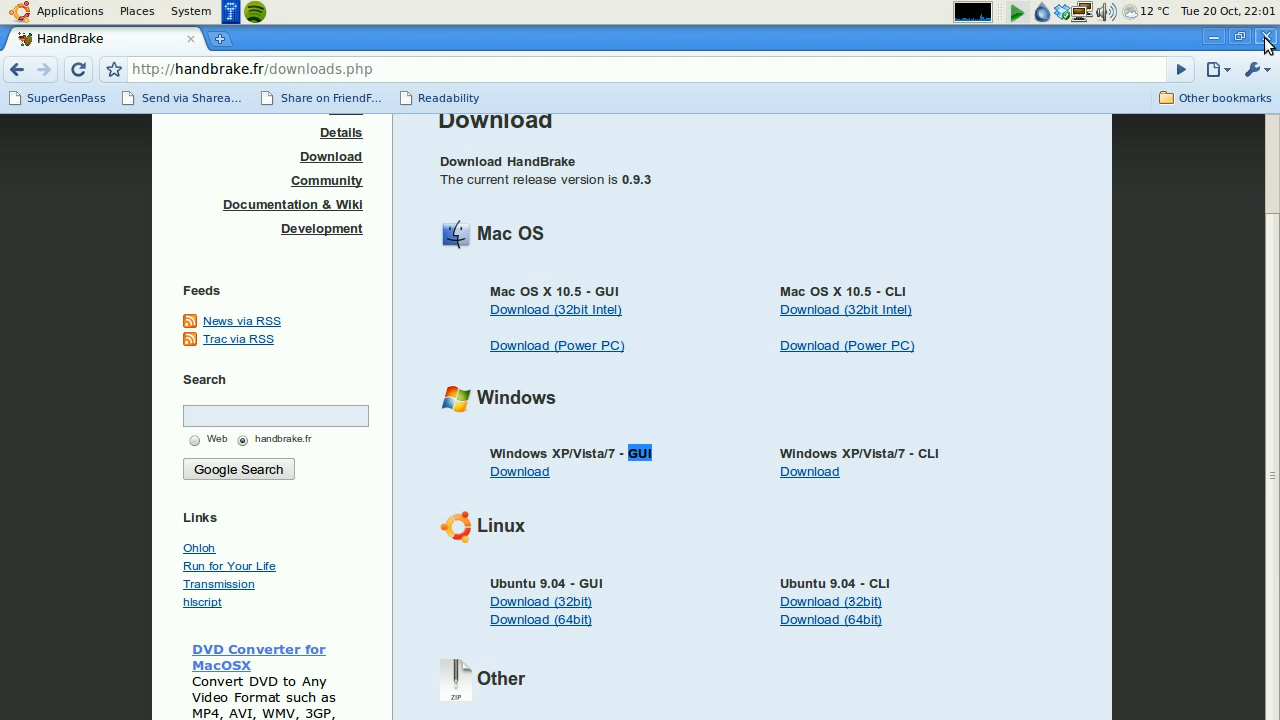 Applications Places System 12 °C Tue 20 Oct, 22:01
HandBrake
http://handbrake.fr/downloads.php
SuperGenPass Send via Sharea... Share on FriendF... Readability Other bookmarks
Details
Download
Community
Documentation & Wiki
Development
Feeds
News via RSS
Trac via RSS
Search
Web handbrake.fr
Google Search
Links
Ohloh
Run for Your Life
Transmission
hlscript
DVD Converter for
MacOSX
Convert DVD to Any
Video Format such as
MP4, AVI, WMV, 3GP,
Download
Download HandBrake
The current release version is 0.9.3
Mac OS
Mac OS X 10.5 - GUI Mac OS X 10.5 - CLI
Download (32bit Intel) Download (32bit Intel)
Download (Power PC) Download (Power PC)
Windows
Windows XP/Vista/7 - GUI Windows XP/Vista/7 - CLI
Download Download
Linux
Ubuntu 9.04 - GUI Ubuntu 9.04 - CLI
Download (32bit) Download (32bit)
Download (64bit) Download (64bit)
ZIP Other